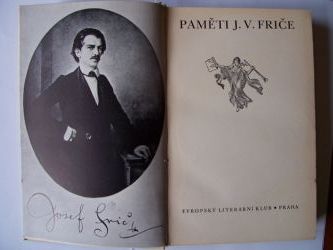 Josef Frič
PAMĚTI J. V. FRIČE
EVROPSKÝ LITERÁRNÍ KLUB • PRAHA